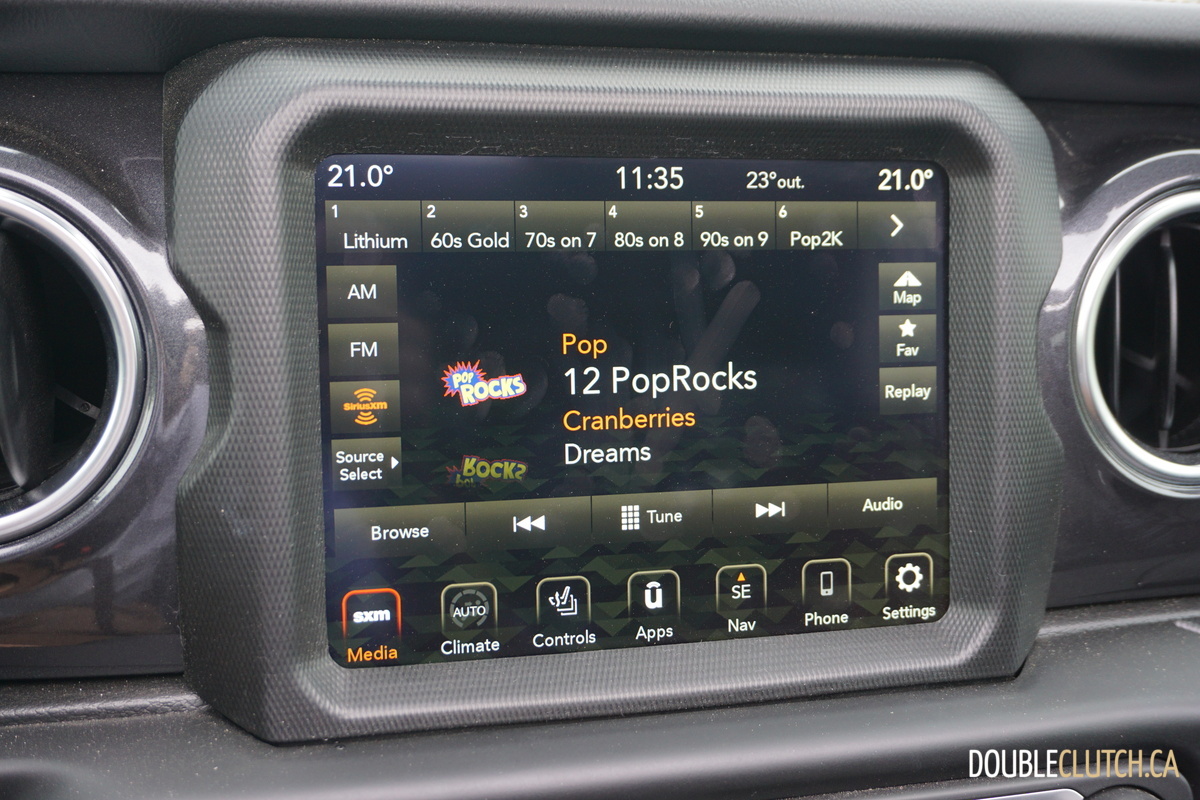 21.0° 11:35 23°out. 21.0°
1 2 3 4 5 6
Lithium 60s Gold 70s on 7 80s on 8 90s on 9 Pop2K
AM
Map
FM
Fav
SiriusXM
Replay
Source
Select
Pop
POP
ROCKS
12 PopRocks
Cranberries
Dreams
Browse Tune Audio
sxm AUTO SE
Media Climate Controls Apps Nav Phone Settings
DOUBLECLUTCH.CA